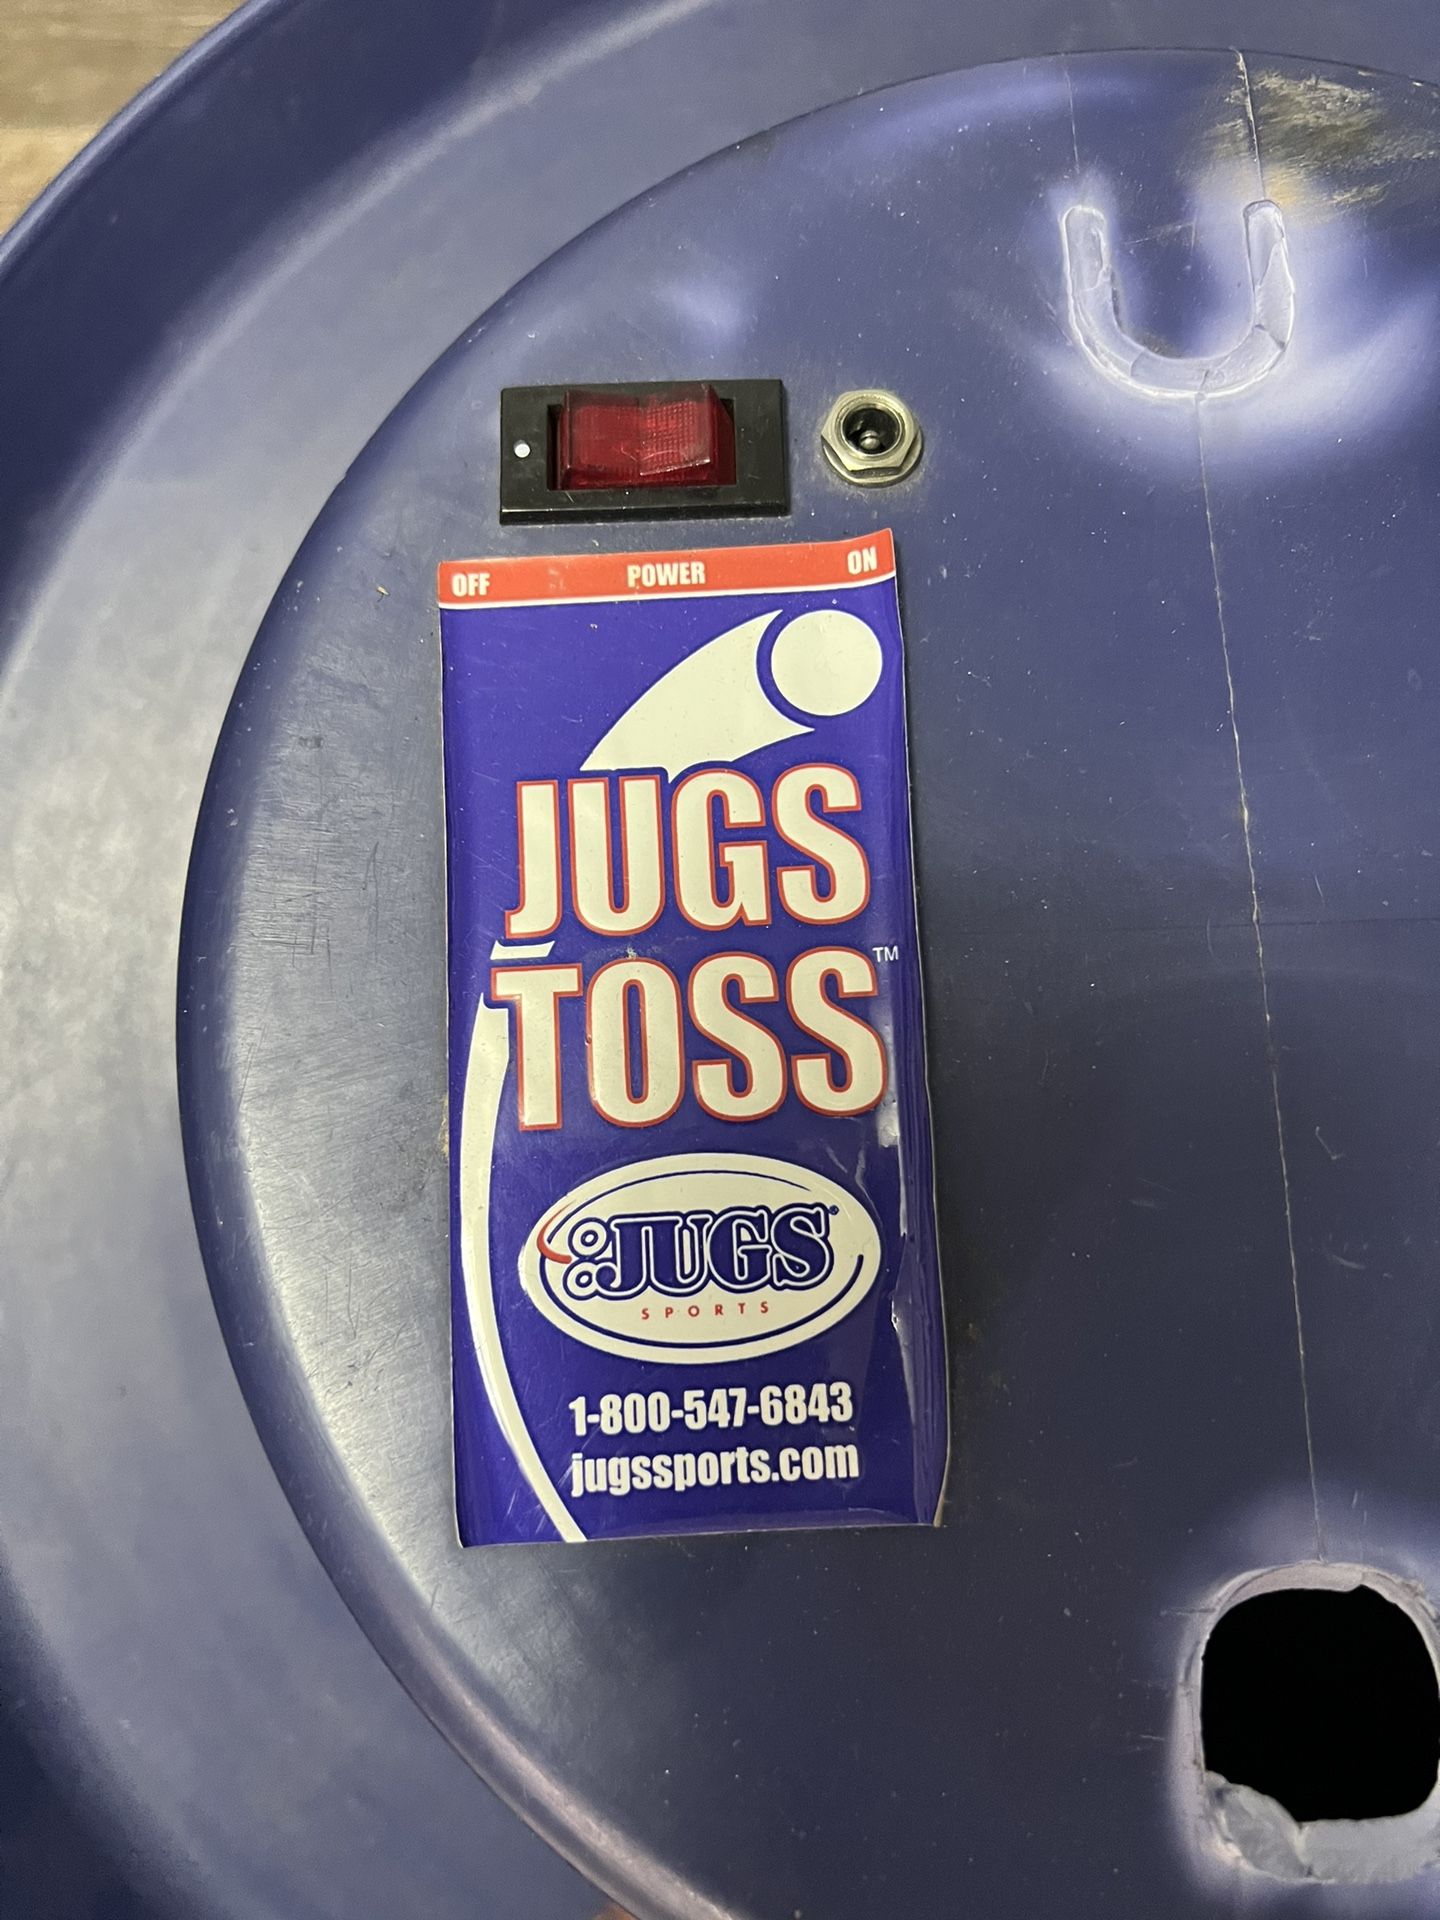 OFF POWER ON
JUGS
TOSS™
JUGS®
SPORTS
1-800-547-6843
jugssports.com